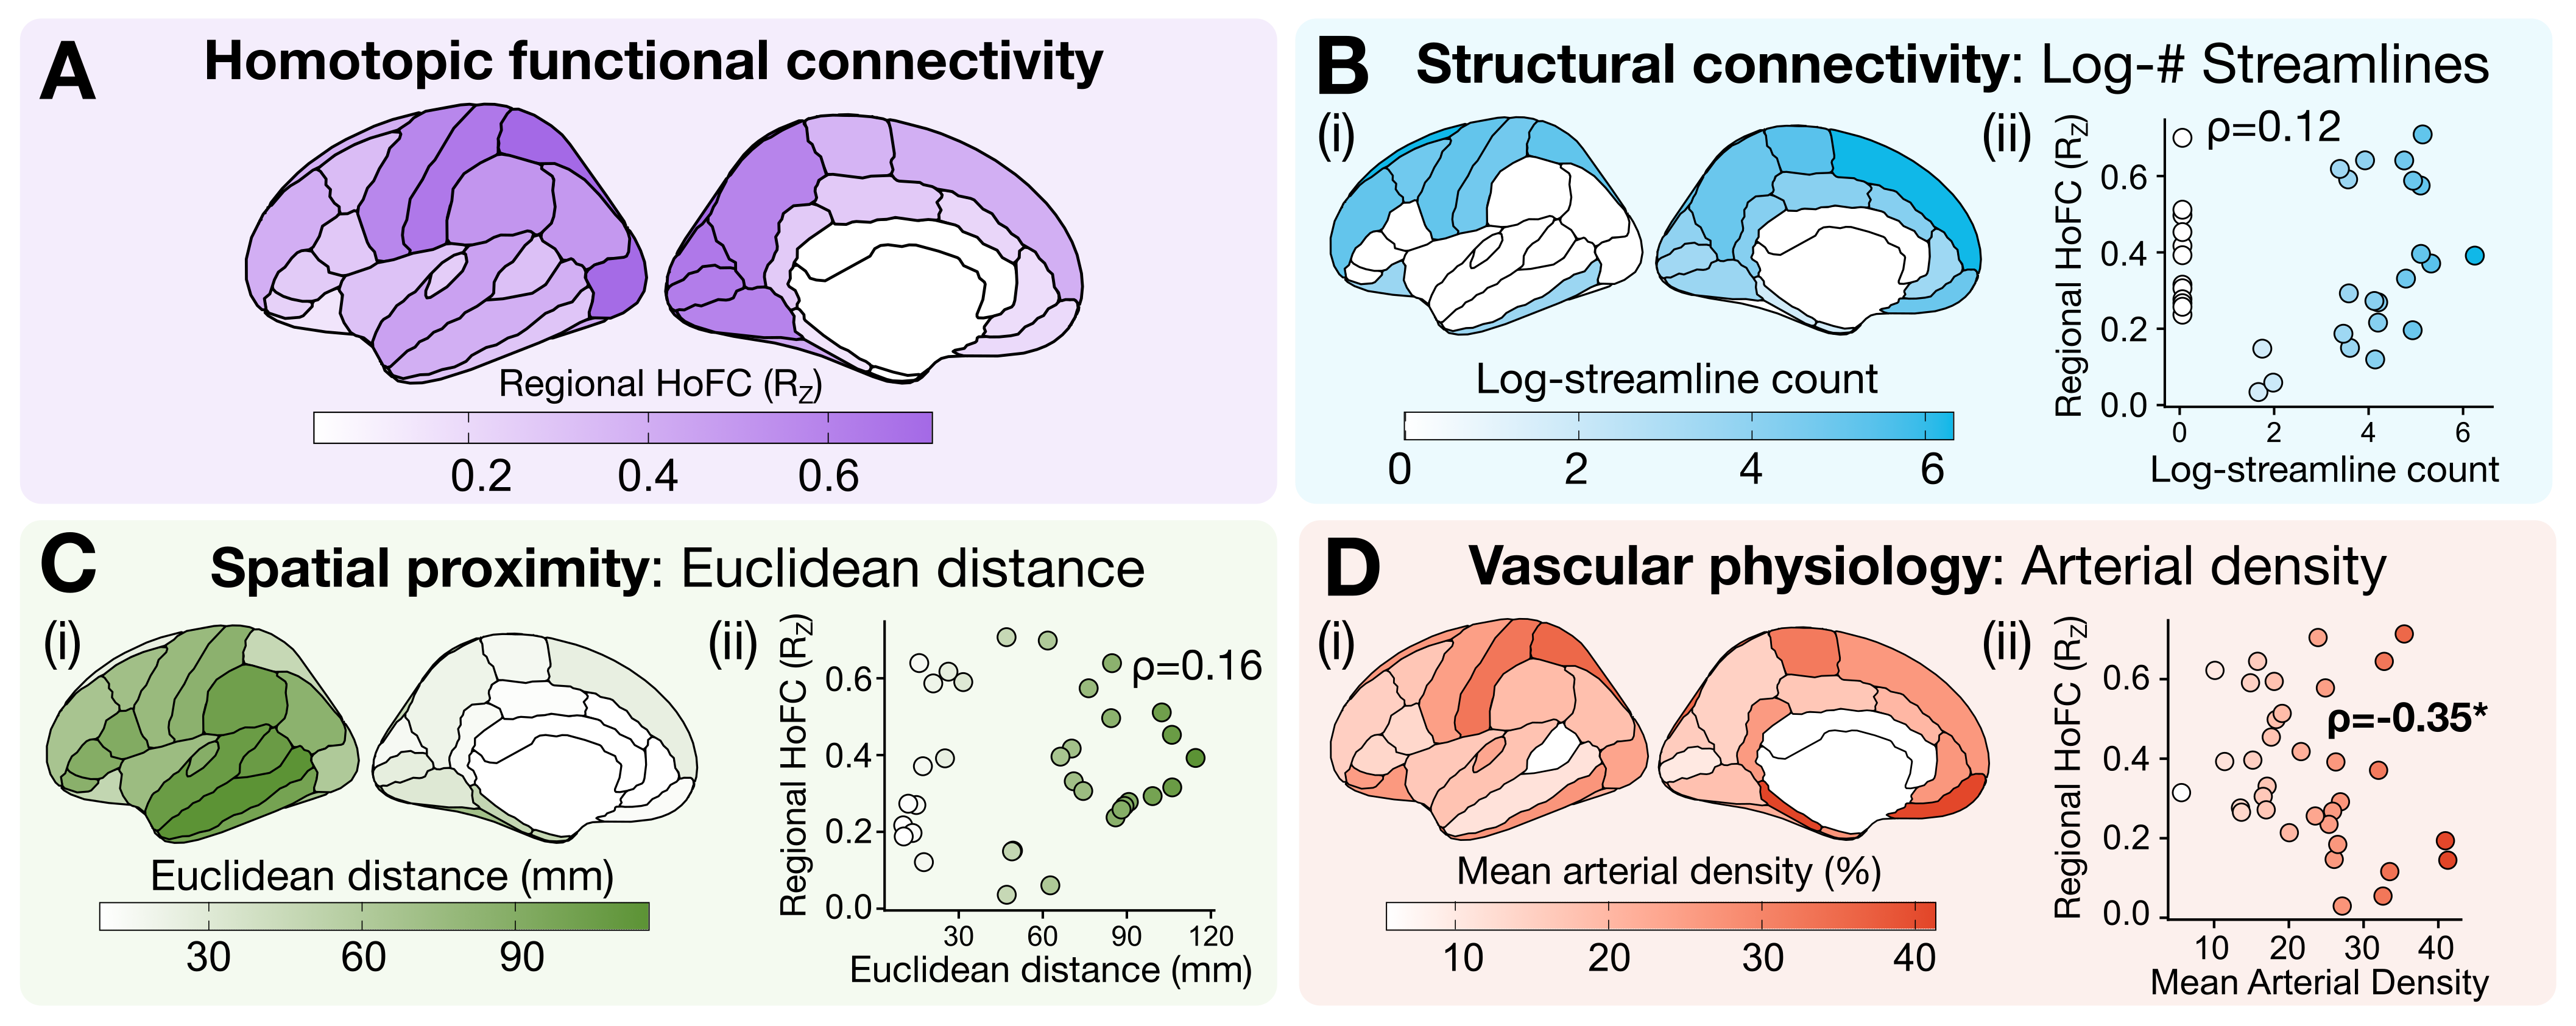 A
Homotopic functional connectivity
Regional HoFC (R_Z)
0.2 0.4 0.6
B
Structural connectivity: Log-# Streamlines
(i)
Log-streamline count
0 2 4 6
(ii)
ρ=0.12
Regional HoFC (R_Z)
0.6
0.4
0.2
0.0
0 2 4 6
Log-streamline count
C
Spatial proximity: Euclidean distance
(i)
Euclidean distance (mm)
30 60 90
(ii)
ρ=0.16
Regional HoFC (R_Z)
0.6
0.4
0.2
0.0
30 60 90 120
Euclidean distance (mm)
D
Vascular physiology: Arterial density
(i)
Mean arterial density (%)
10 20 30 40
(ii)
ρ=-0.35*
Regional HoFC (R_Z)
0.6
0.4
0.2
0.0
10 20 30 40
Mean Arterial Density